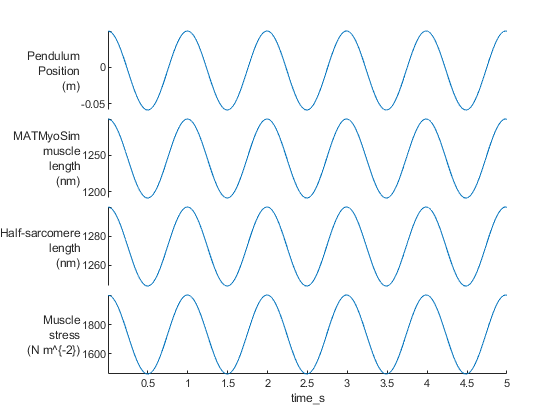 Pendulum
Position
(m)
0
-0.05
MATMyoSim
muscle
length
(nm)
1250
1200
Half-sarcomere
length
(nm)
1280
1260
Muscle
stress
(N m^{-2})
1800
1600
0.5 1 1.5 2 2.5 3 3.5 4 4.5 5
time_s